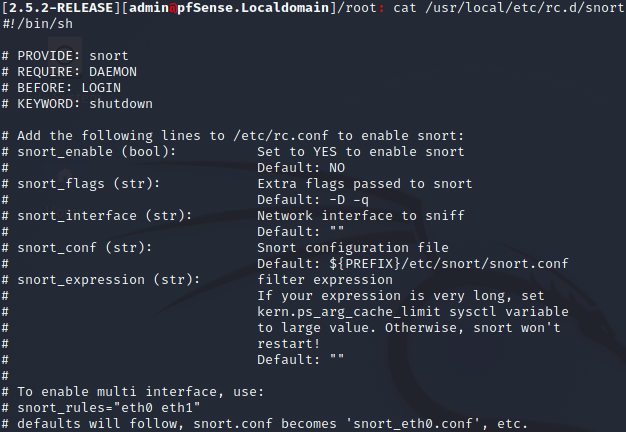 [2.5.2-RELEASE][admin@pfSense.Localdomain]/root: cat /usr/local/etc/rc.d/snort
#!/bin/sh

# PROVIDE: snort
# REQUIRE: DAEMON
# BEFORE: LOGIN
# KEYWORD: shutdown

# Add the following lines to /etc/rc.conf to enable snort:
# snort_enable (bool):          Set to YES to enable snort
#                               Default: NO
# snort_flags (str):            Extra flags passed to snort
#                               Default: -D -q
# snort_interface (str):        Network interface to sniff
#                               Default: ""
# snort_conf (str):             Snort configuration file
#                               Default: ${PREFIX}/etc/snort/snort.conf
# snort_expression (str):       filter expression
#                               If your expression is very long, set
#                               kern.ps_arg_cache_limit sysctl variable
#                               to large value. Otherwise, snort won't
#                               restart!
#                               Default: ""
#
# To enable multi interface, use:
# snort_rules="eth0 eth1"
# defaults will follow, snort.conf becomes 'snort_eth0.conf', etc.